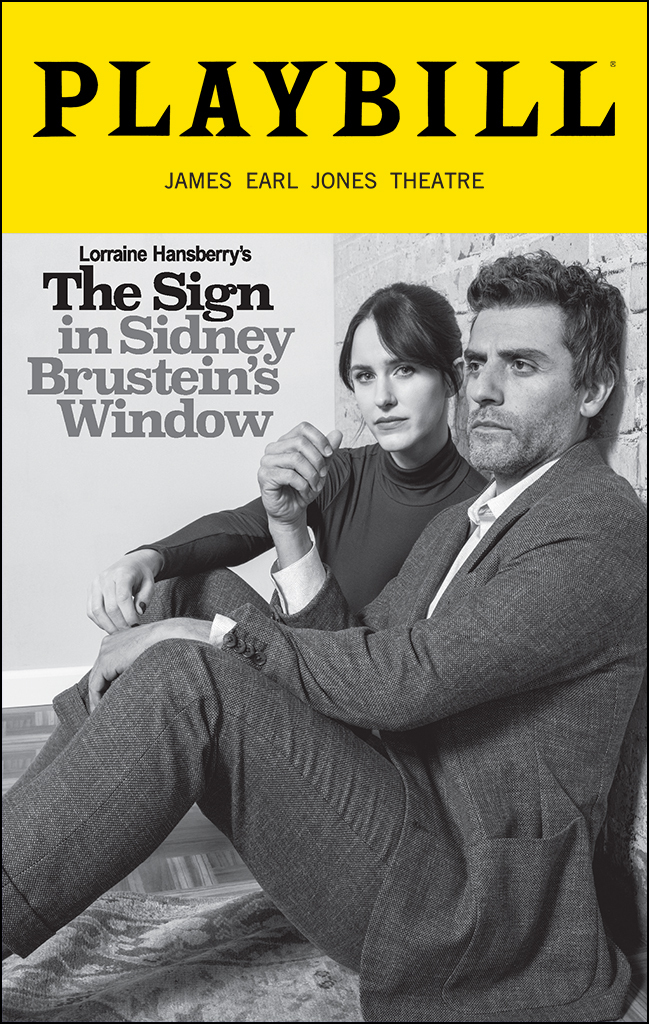 PLAYBILL®
JAMES EARL JONES THEATRE
Lorraine Hansberry's
The Sign
in Sidney
Brustein's
Window